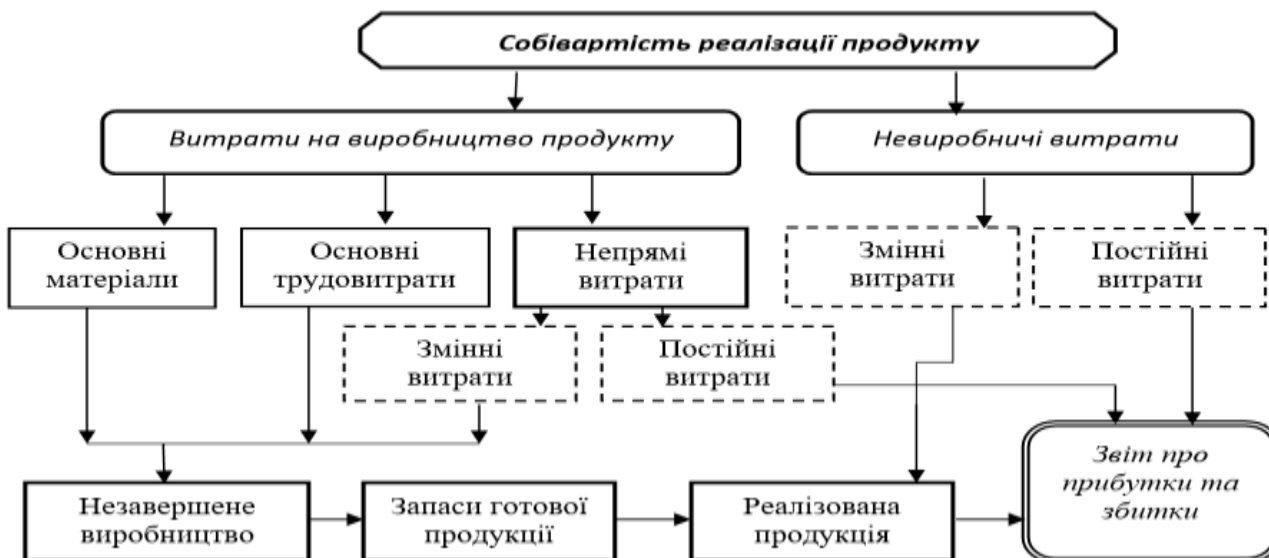 Собівартість реалізації продукту
Витрати на виробництво продукту
Невиробничі витрати
Основні
матеріали
Основні
трудовитрати
Непрямі
витрати
Змінні
витрати
Постійні
витрати
Змінні
витрати
Постійні
витрати
Незавершене
виробництво
Запаси готової
продукції
Реалізована
продукція
Звіт про
прибутки та
збитки